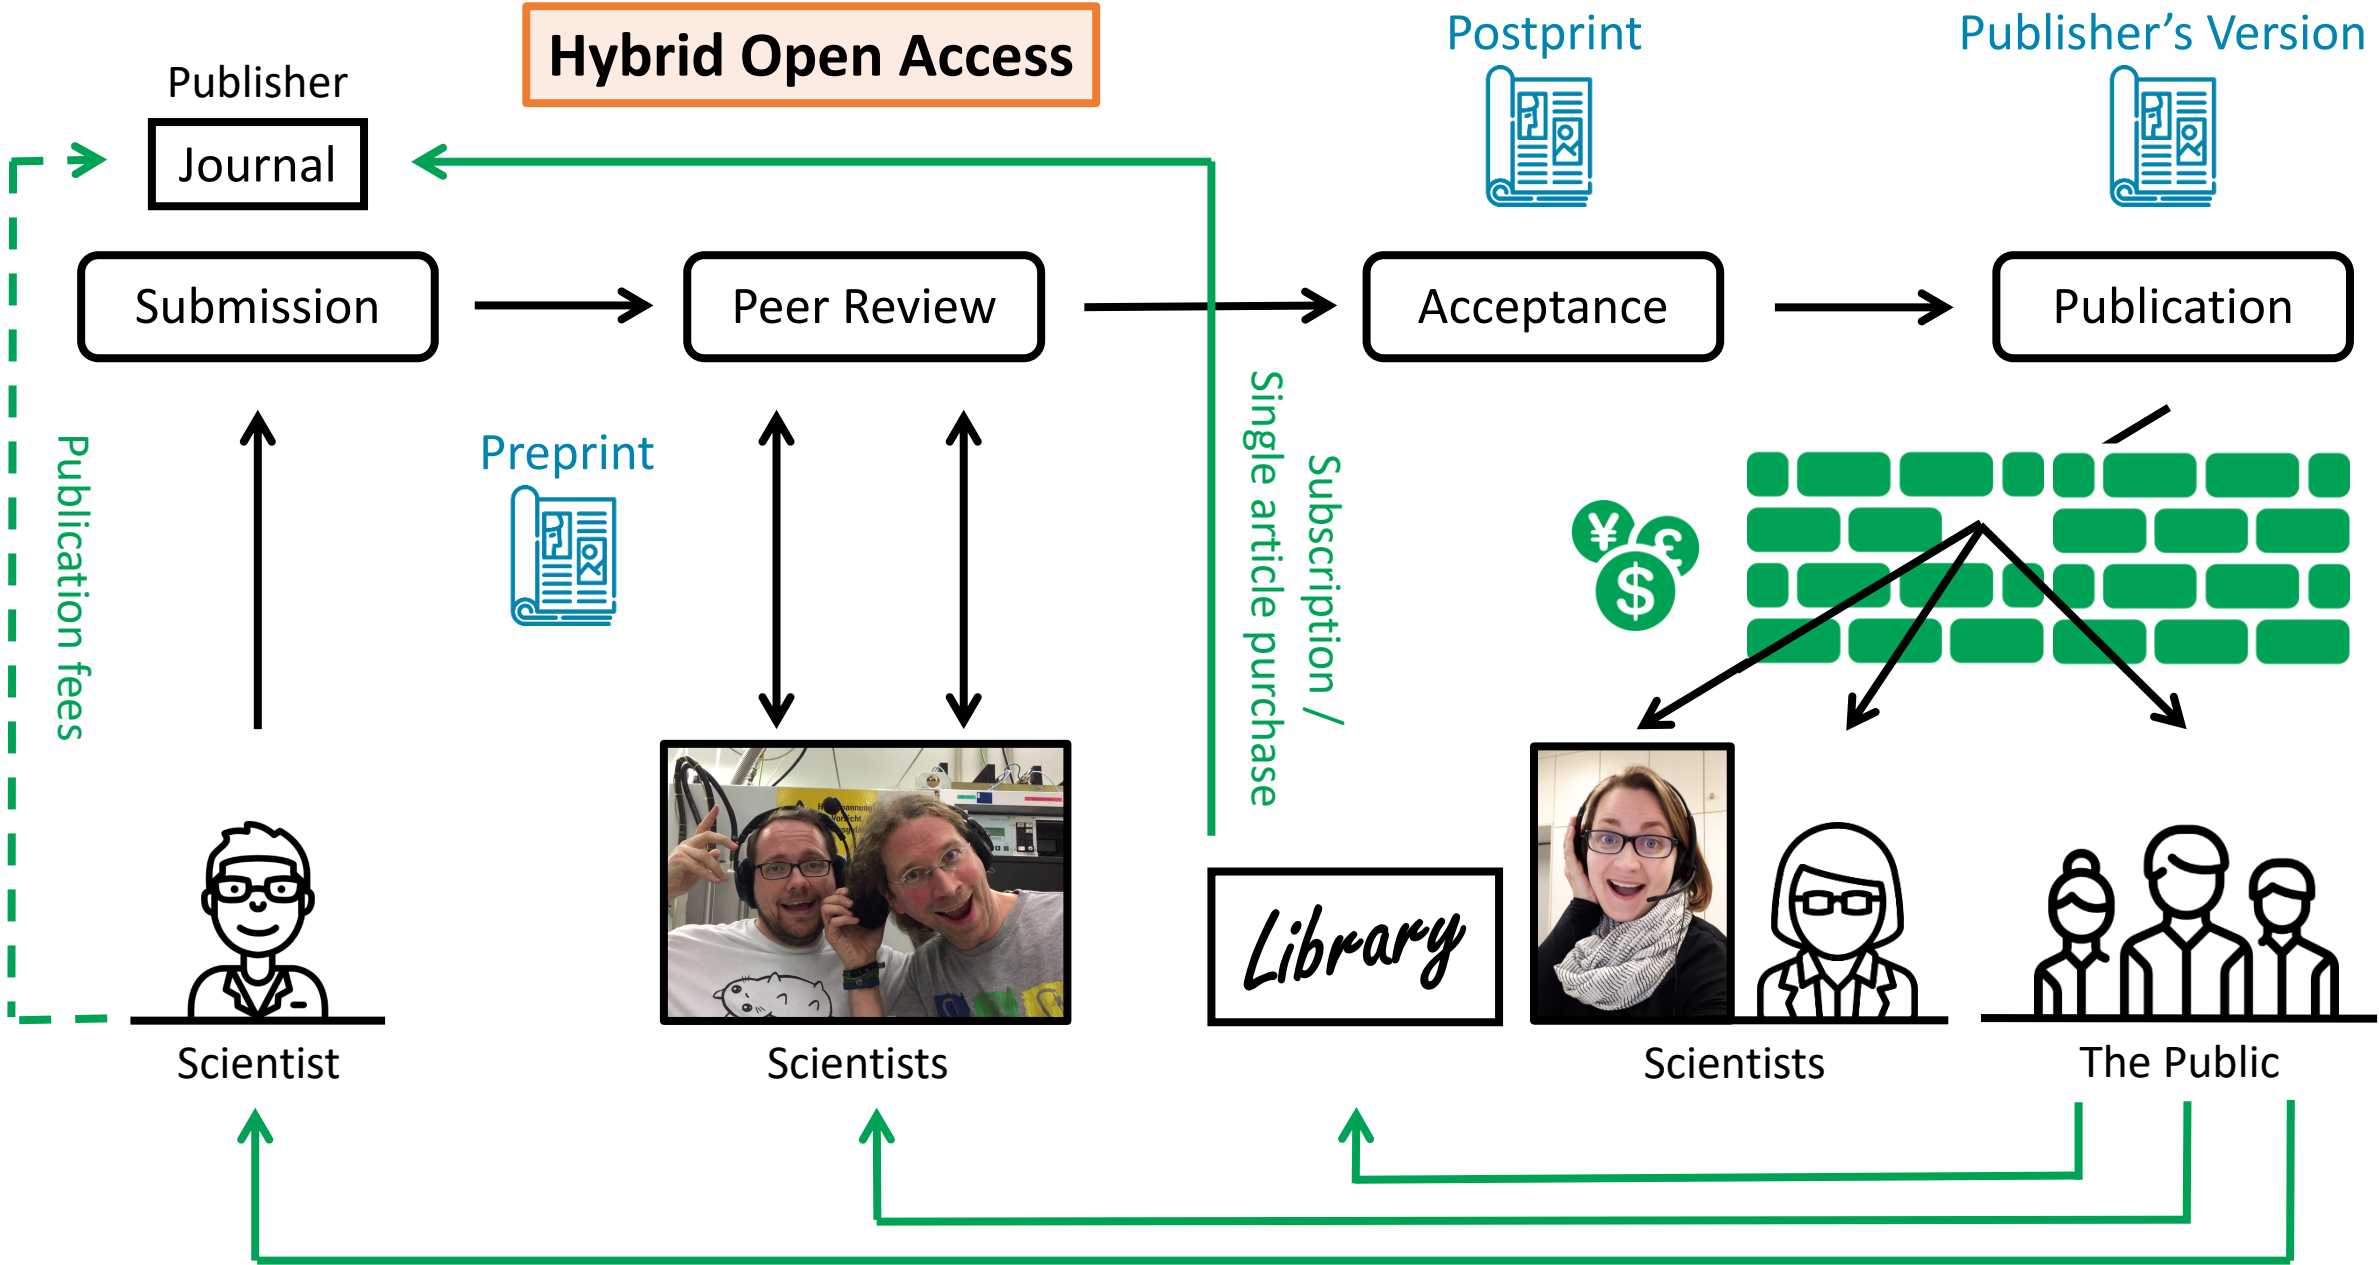 Hybrid Open Access
Postprint
Publisher's Version
Publisher
Journal
Submission
Peer Review
Acceptance
Publication
Publication fees
Preprint
Subscription /
Single article purchase
¥
£
$
Library
Scientist
Scientists
Scientists
The Public